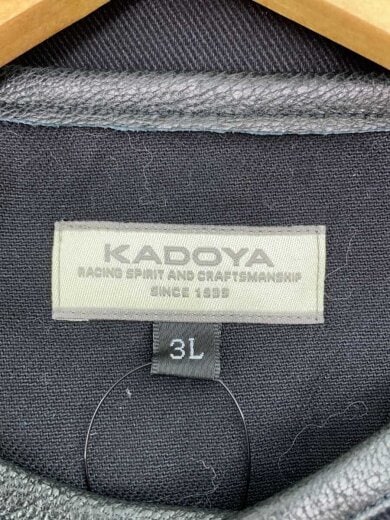 KADOYA
RACING SPIRIT AND CRAFTSMANSHIP
SINCE 1935
3L